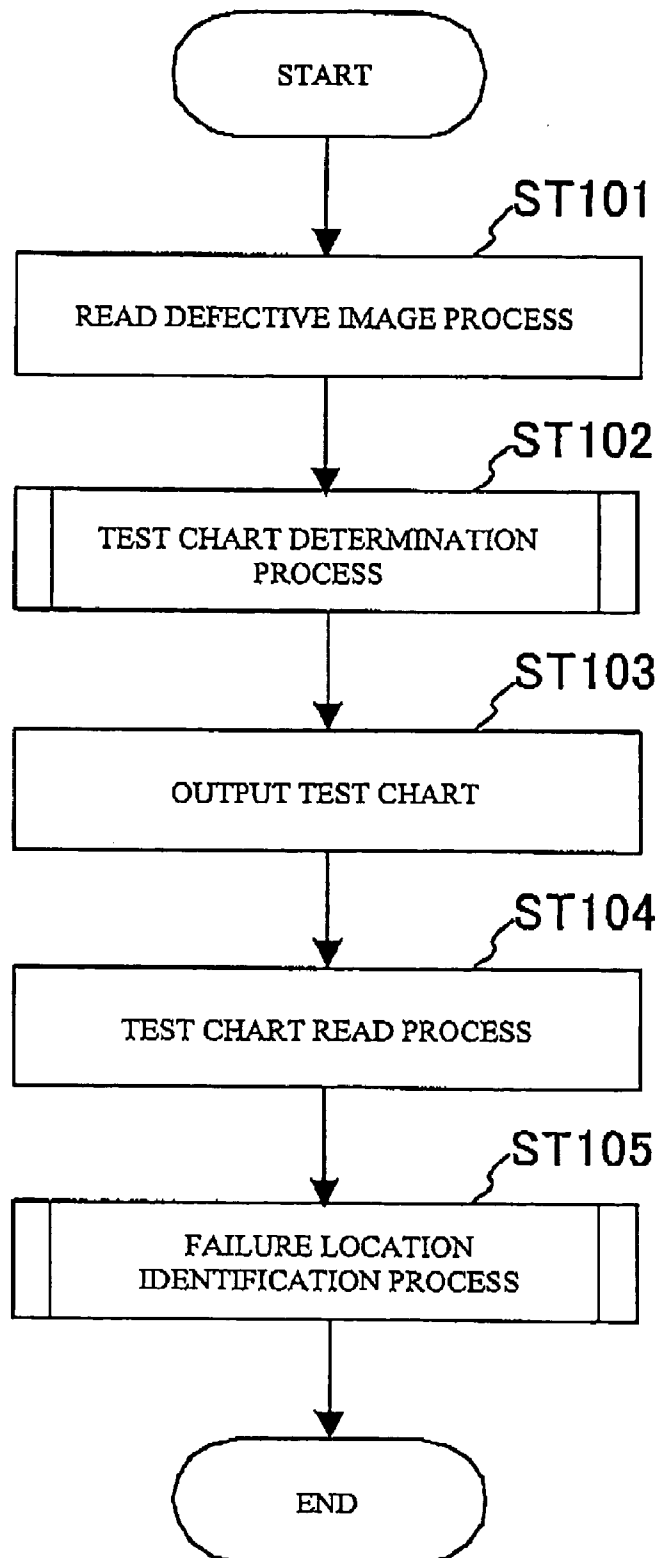 START
ST101
READ DEFECTIVE IMAGE PROCESS
ST102
TEST CHART DETERMINATION
PROCESS
ST103
OUTPUT TEST CHART
ST104
TEST CHART READ PROCESS
ST105
FAILURE LOCATION
IDENTIFICATION PROCESS
END